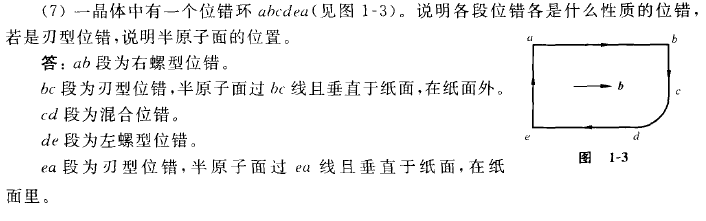 (7) 一晶体中有一个位错环 abcdea(见图 1-3)。说明各段位错各是什么性质的位错,
若是刃型位错,说明半原子面的位置。
答:ab 段为右螺型位错。
bc 段为刃型位错,半原子面过 bc 线且垂直于纸面,在纸面外。
cd 段为混合位错。
de 段为左螺型位错。
ea 段为刃型位错,半原子面过 ea 线且垂直于纸面,在纸
面里。
a
b
b
c
e
d
图 1-3